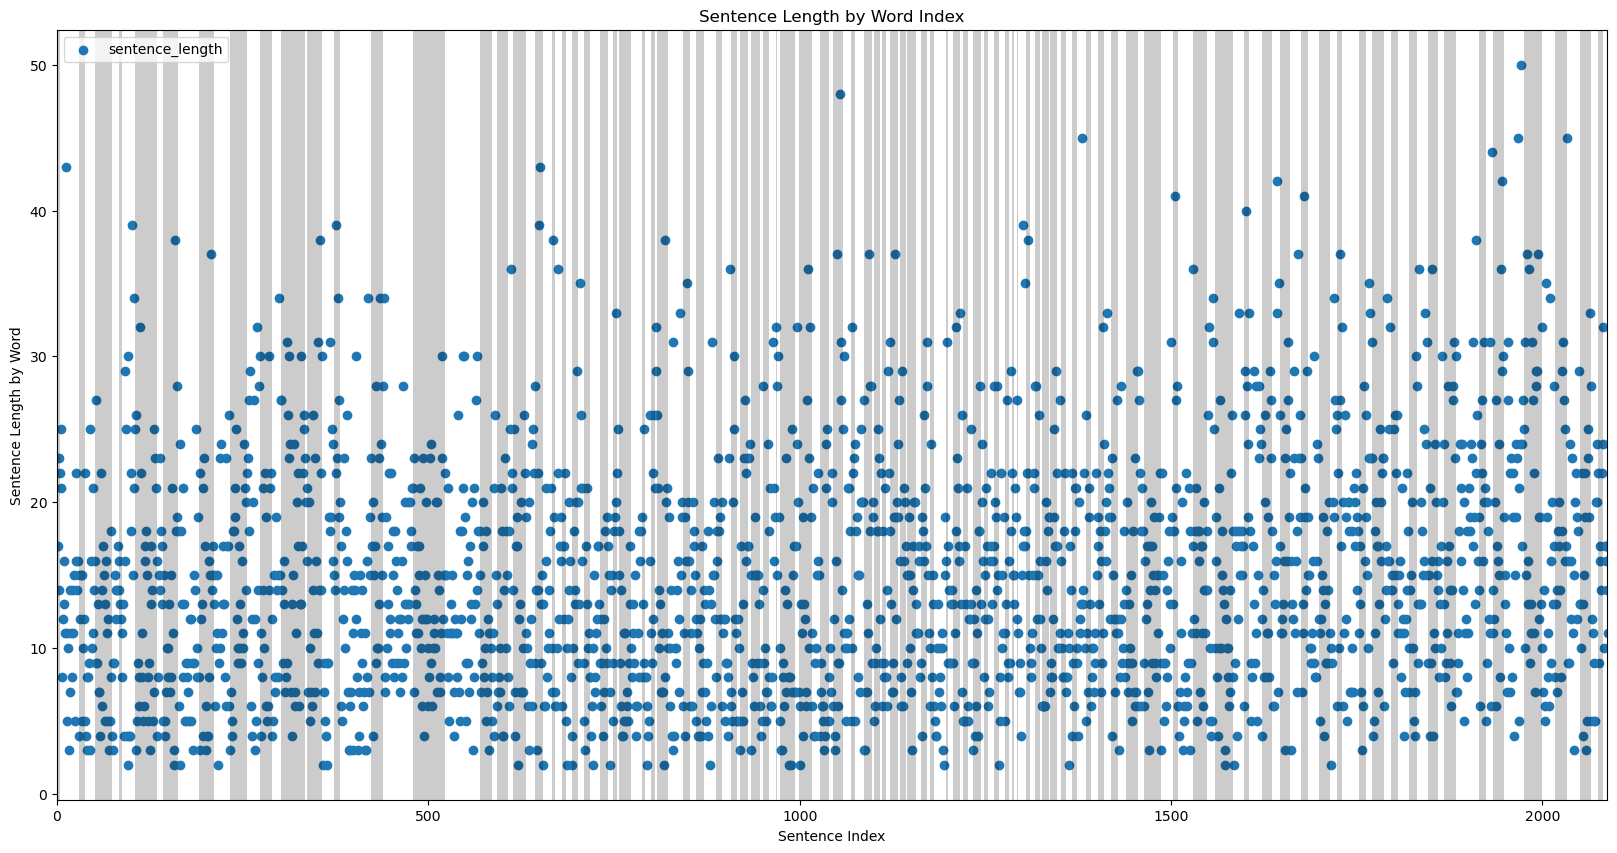 Sentence Length by Word Index
sentence_length
50
40
30
20
10
0
Sentence Length by Word
0 500 1000 1500 2000
Sentence Index